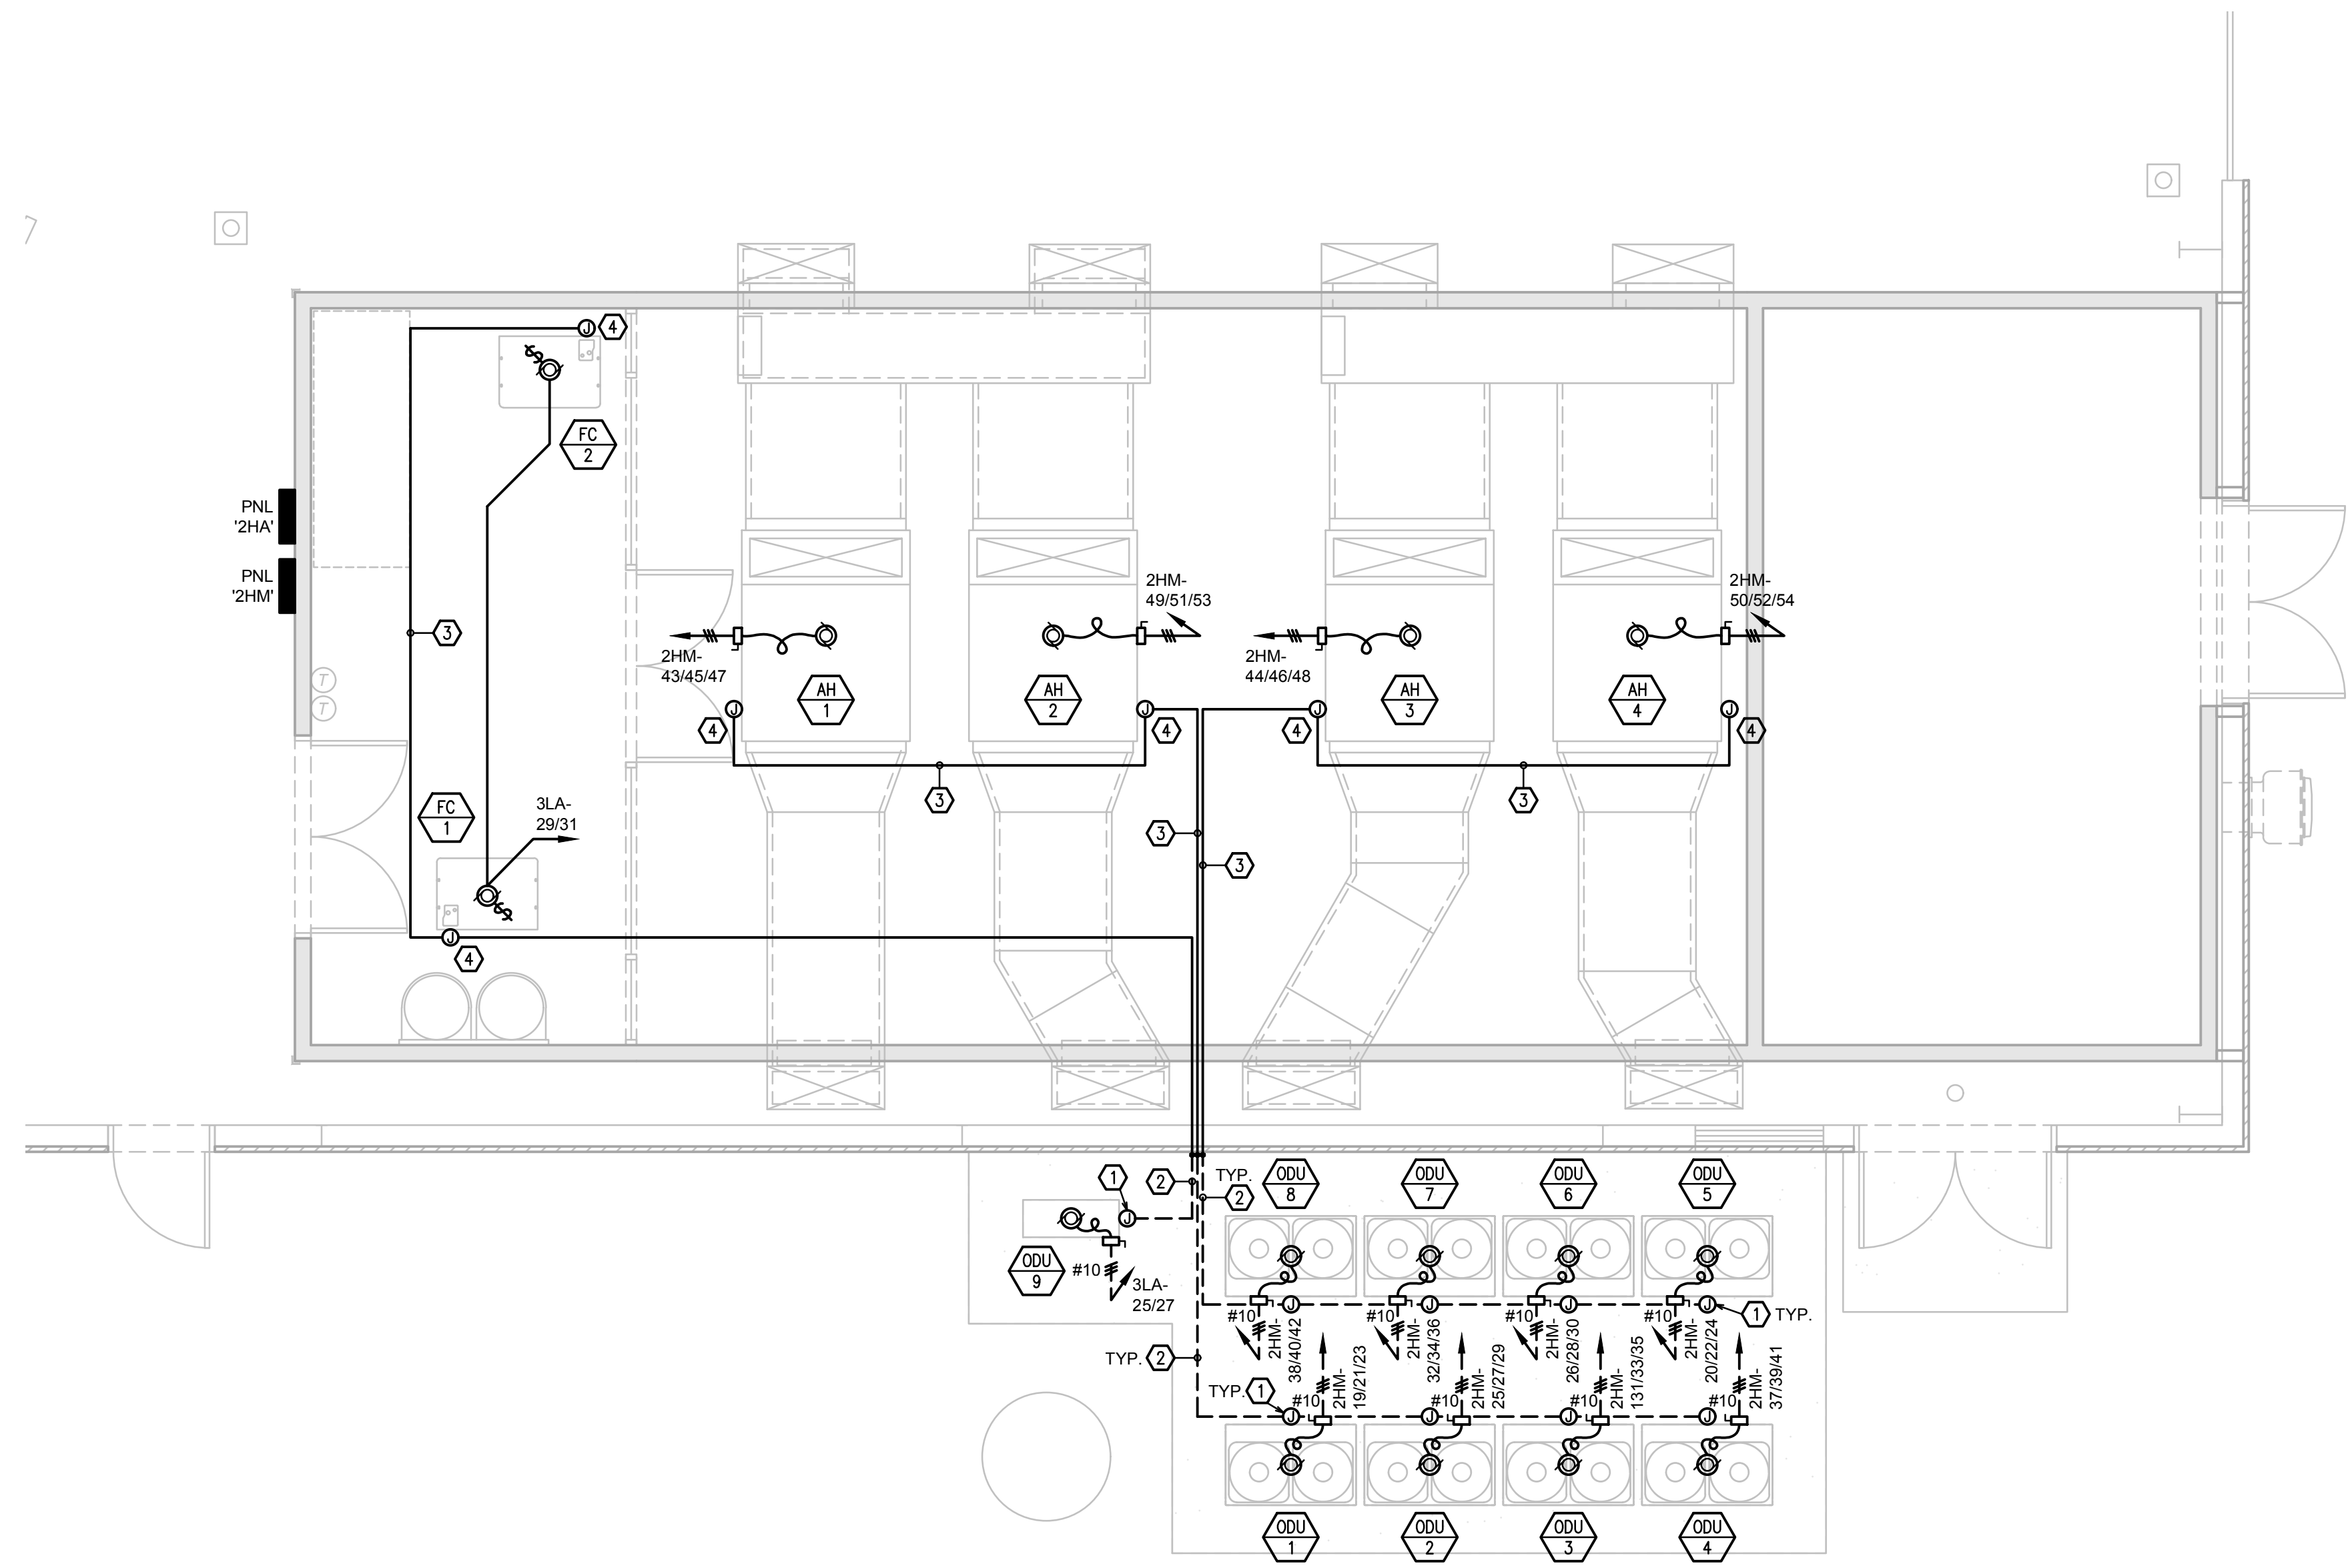 J
4
FC
2
PNL
'2HA'
PNL
'2HM'
2HM-
49/51/53
2HM-
50/52/54
3
2HM-
43/45/47
2HM-
44/46/48
T
T
AH
1
AH
2
AH
3
AH
4
J
J
J
J
4
4
4
4
3
3
FC
1
3LA-
29/31
3
3
J
4
1
2
TYP.
2
ODU
8
ODU
7
ODU
6
ODU
5
J
ODU
9
#10
3LA-
25/27
J
J
J
J
1
TYP.
#10
2HM-
38/40/42
#10
2HM-
32/34/36
#10
2HM-
26/28/30
#10
2HM-
20/22/24
TYP.
2
TYP.
1
#10
2HM-
19/21/23
#10
2HM-
25/27/29
#10
2HM-
131/33/35
#10
2HM-
37/39/41
J
J
J
J
ODU
1
ODU
2
ODU
3
ODU
4